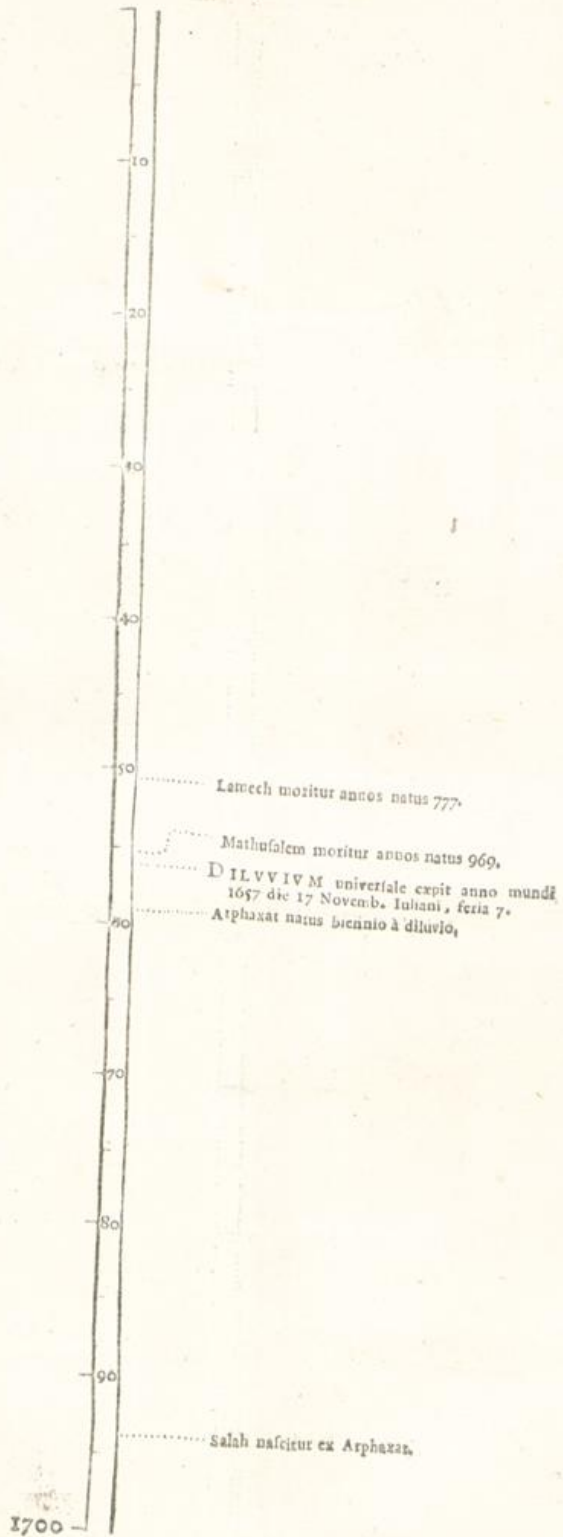 10
20
30
40
50
Lamech moritur annos natus 777.
Mathuſalem moritur annos natus 969.
DILVVIVM univerſale cœpit anno mundi
1657 die 17 Novemb. Iuliani, feria 7.
Arphaxat natus biennio à diluvio,
60
70
80
90
Salah naſcitur ex Arphaxat.
1700